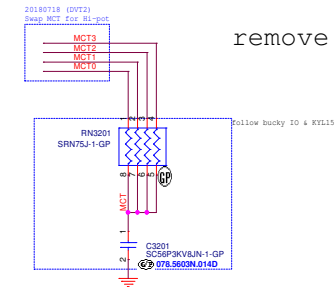 20180718 (DVT2)
Swap MCT for Hi-pot
remove
MCT3
MCT2
MCT1
MCT0
1 2 3 4
follow bucky IO & KYL15
RN3201
SRN75J-1-GP
GP
8 7 6 5
MCT
1
C3201
SC56P3KV8JN-1-GP
2
078.5603N.014D